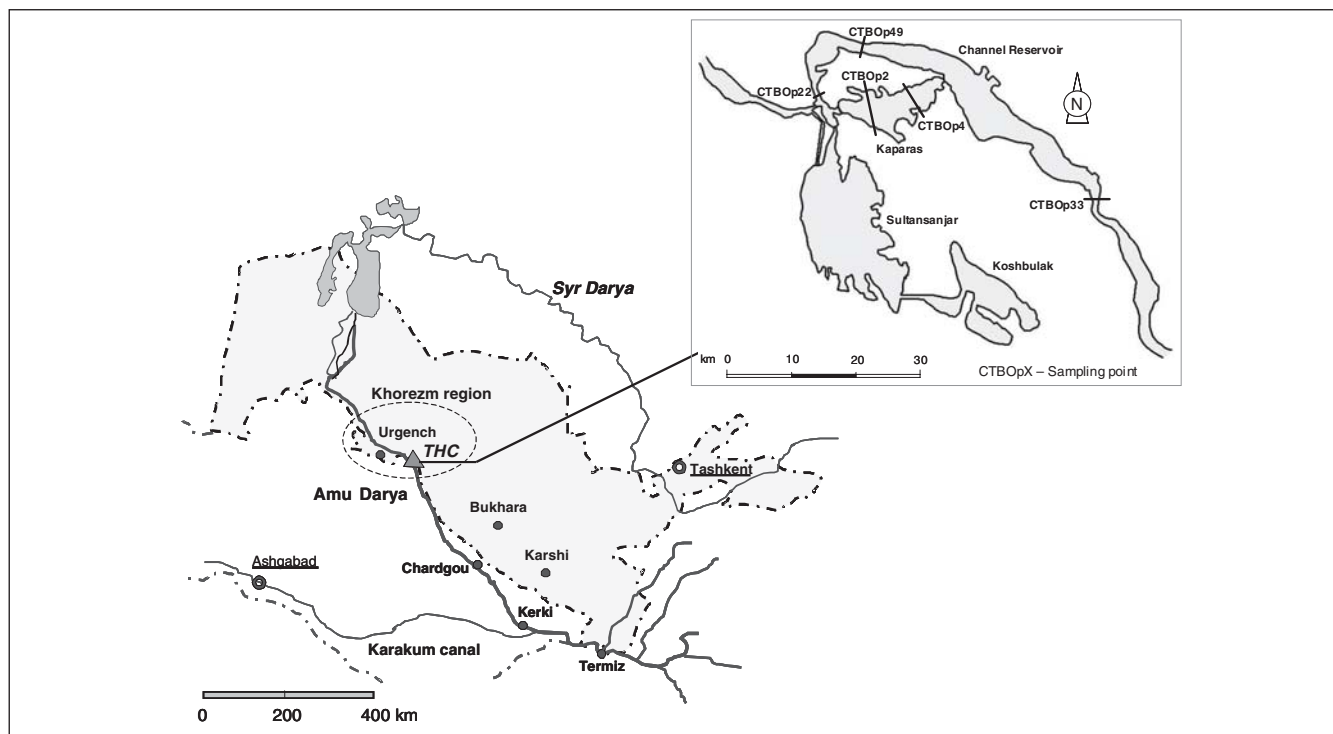 CTBOp49
Channel Reservoir
CTBOp2
CTBOp22
N
CTBOp4
Kaparas
CTBOp33
Sultansanjar
Koshbulak
km 0 10 20 30
CTBOpX – Sampling point
Syr Darya
Khorezm region
Urgench
THC
Tashkent
Amu Darya
Bukhara
Karshi
Ashgabad
Chardgou
Kerki
Karakum canal
Termiz
0 200 400 km